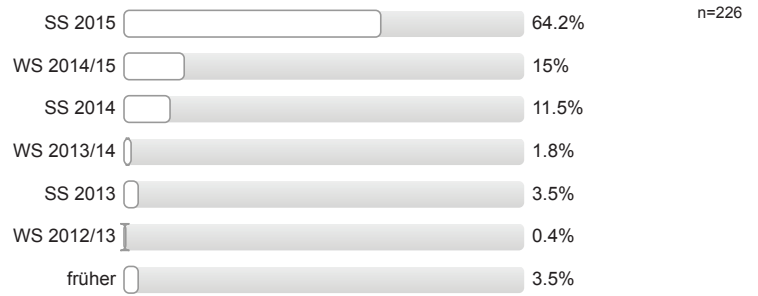 SS 2015 64.2% n=226
WS 2014/15 15%
SS 2014 11.5%
WS 2013/14 1.8%
SS 2013 3.5%
WS 2012/13 0.4%
früher 3.5%